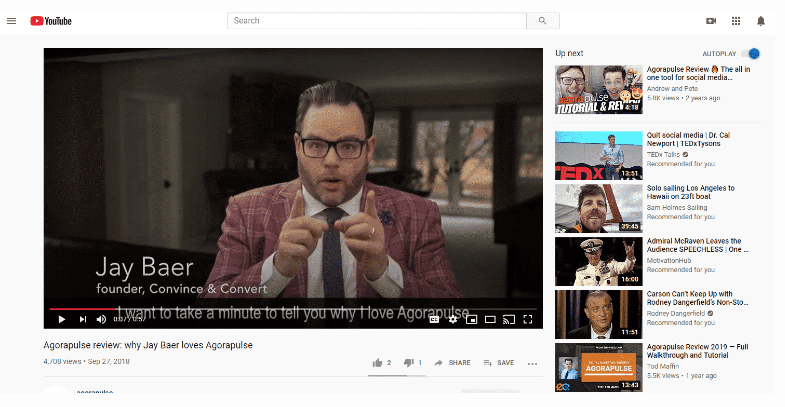 YouTube
Search
Jay Baer
founder, Convince & Convert
I want to take a minute to tell you why I love Agorapulse
0:07 / 0:57
Agorapulse review: why Jay Baer loves Agorapulse
4,708 views • Sep 27, 2018
2
1
SHARE
SAVE
agorapulse
Up next
AUTOPLAY
TUTORIAL & REVIEW
4:18
Agorapulse Review 🔥 The all in
one tool for social media...
Andrew and Pete
5.8K views • 2 years ago
TEDx
13:51
Quit social media | Dr. Cal
Newport | TEDxTysons
TEDx Talks
Recommended for you
39:45
Solo sailing Los Angeles to
Hawaii on 23ft boat
Sam Holmes Sailing
Recommended for you
16:00
Admiral McRaven Leaves the
Audience SPEECHLESS | One ...
MotivationHub
Recommended for you
11:51
Carson Can't Keep Up with
Rodney Dangerfield's Non-Sto...
Rodney Dangerfield
Recommended for you
AGORAPULSE
13:43
Agorapulse Review 2019 — Full
Walkthrough and Tutorial
Tod Maffin
5.5K views • 1 year ago